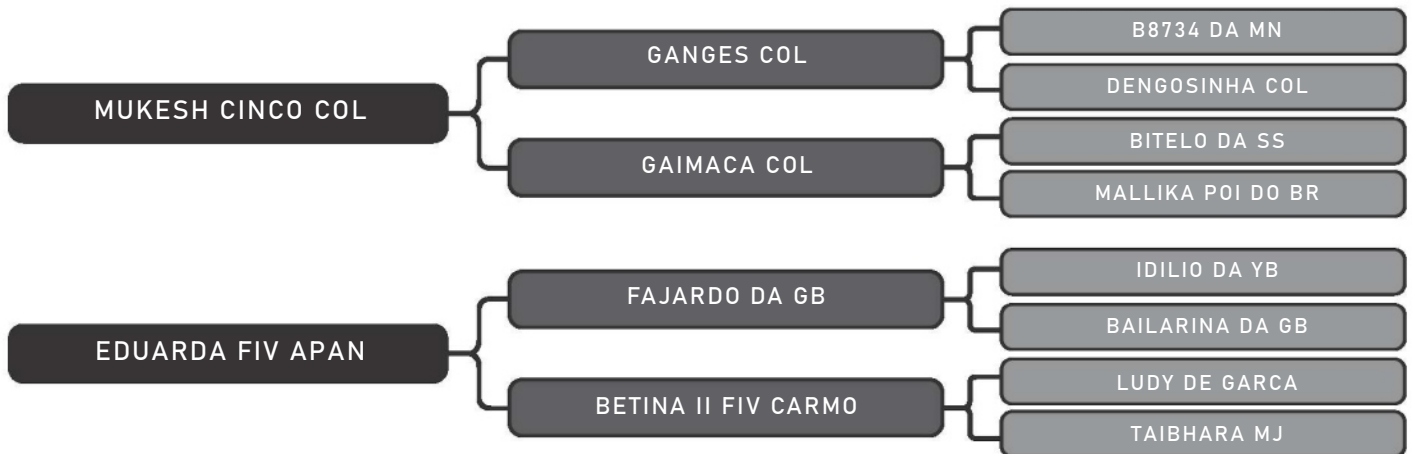 B8734 DA MN
GANGES COL
DENGOSINHA COL
MUKESH CINCO COL
BITELO DA SS
GAIMACA COL
MALLIKA POI DO BR
IDILIO DA YB
FAJARDO DA GB
BAILARINA DA GB
EDUARDA FIV APAN
LUDY DE GARCA
BETINA II FIV CARMO
TAIBHARA MJ